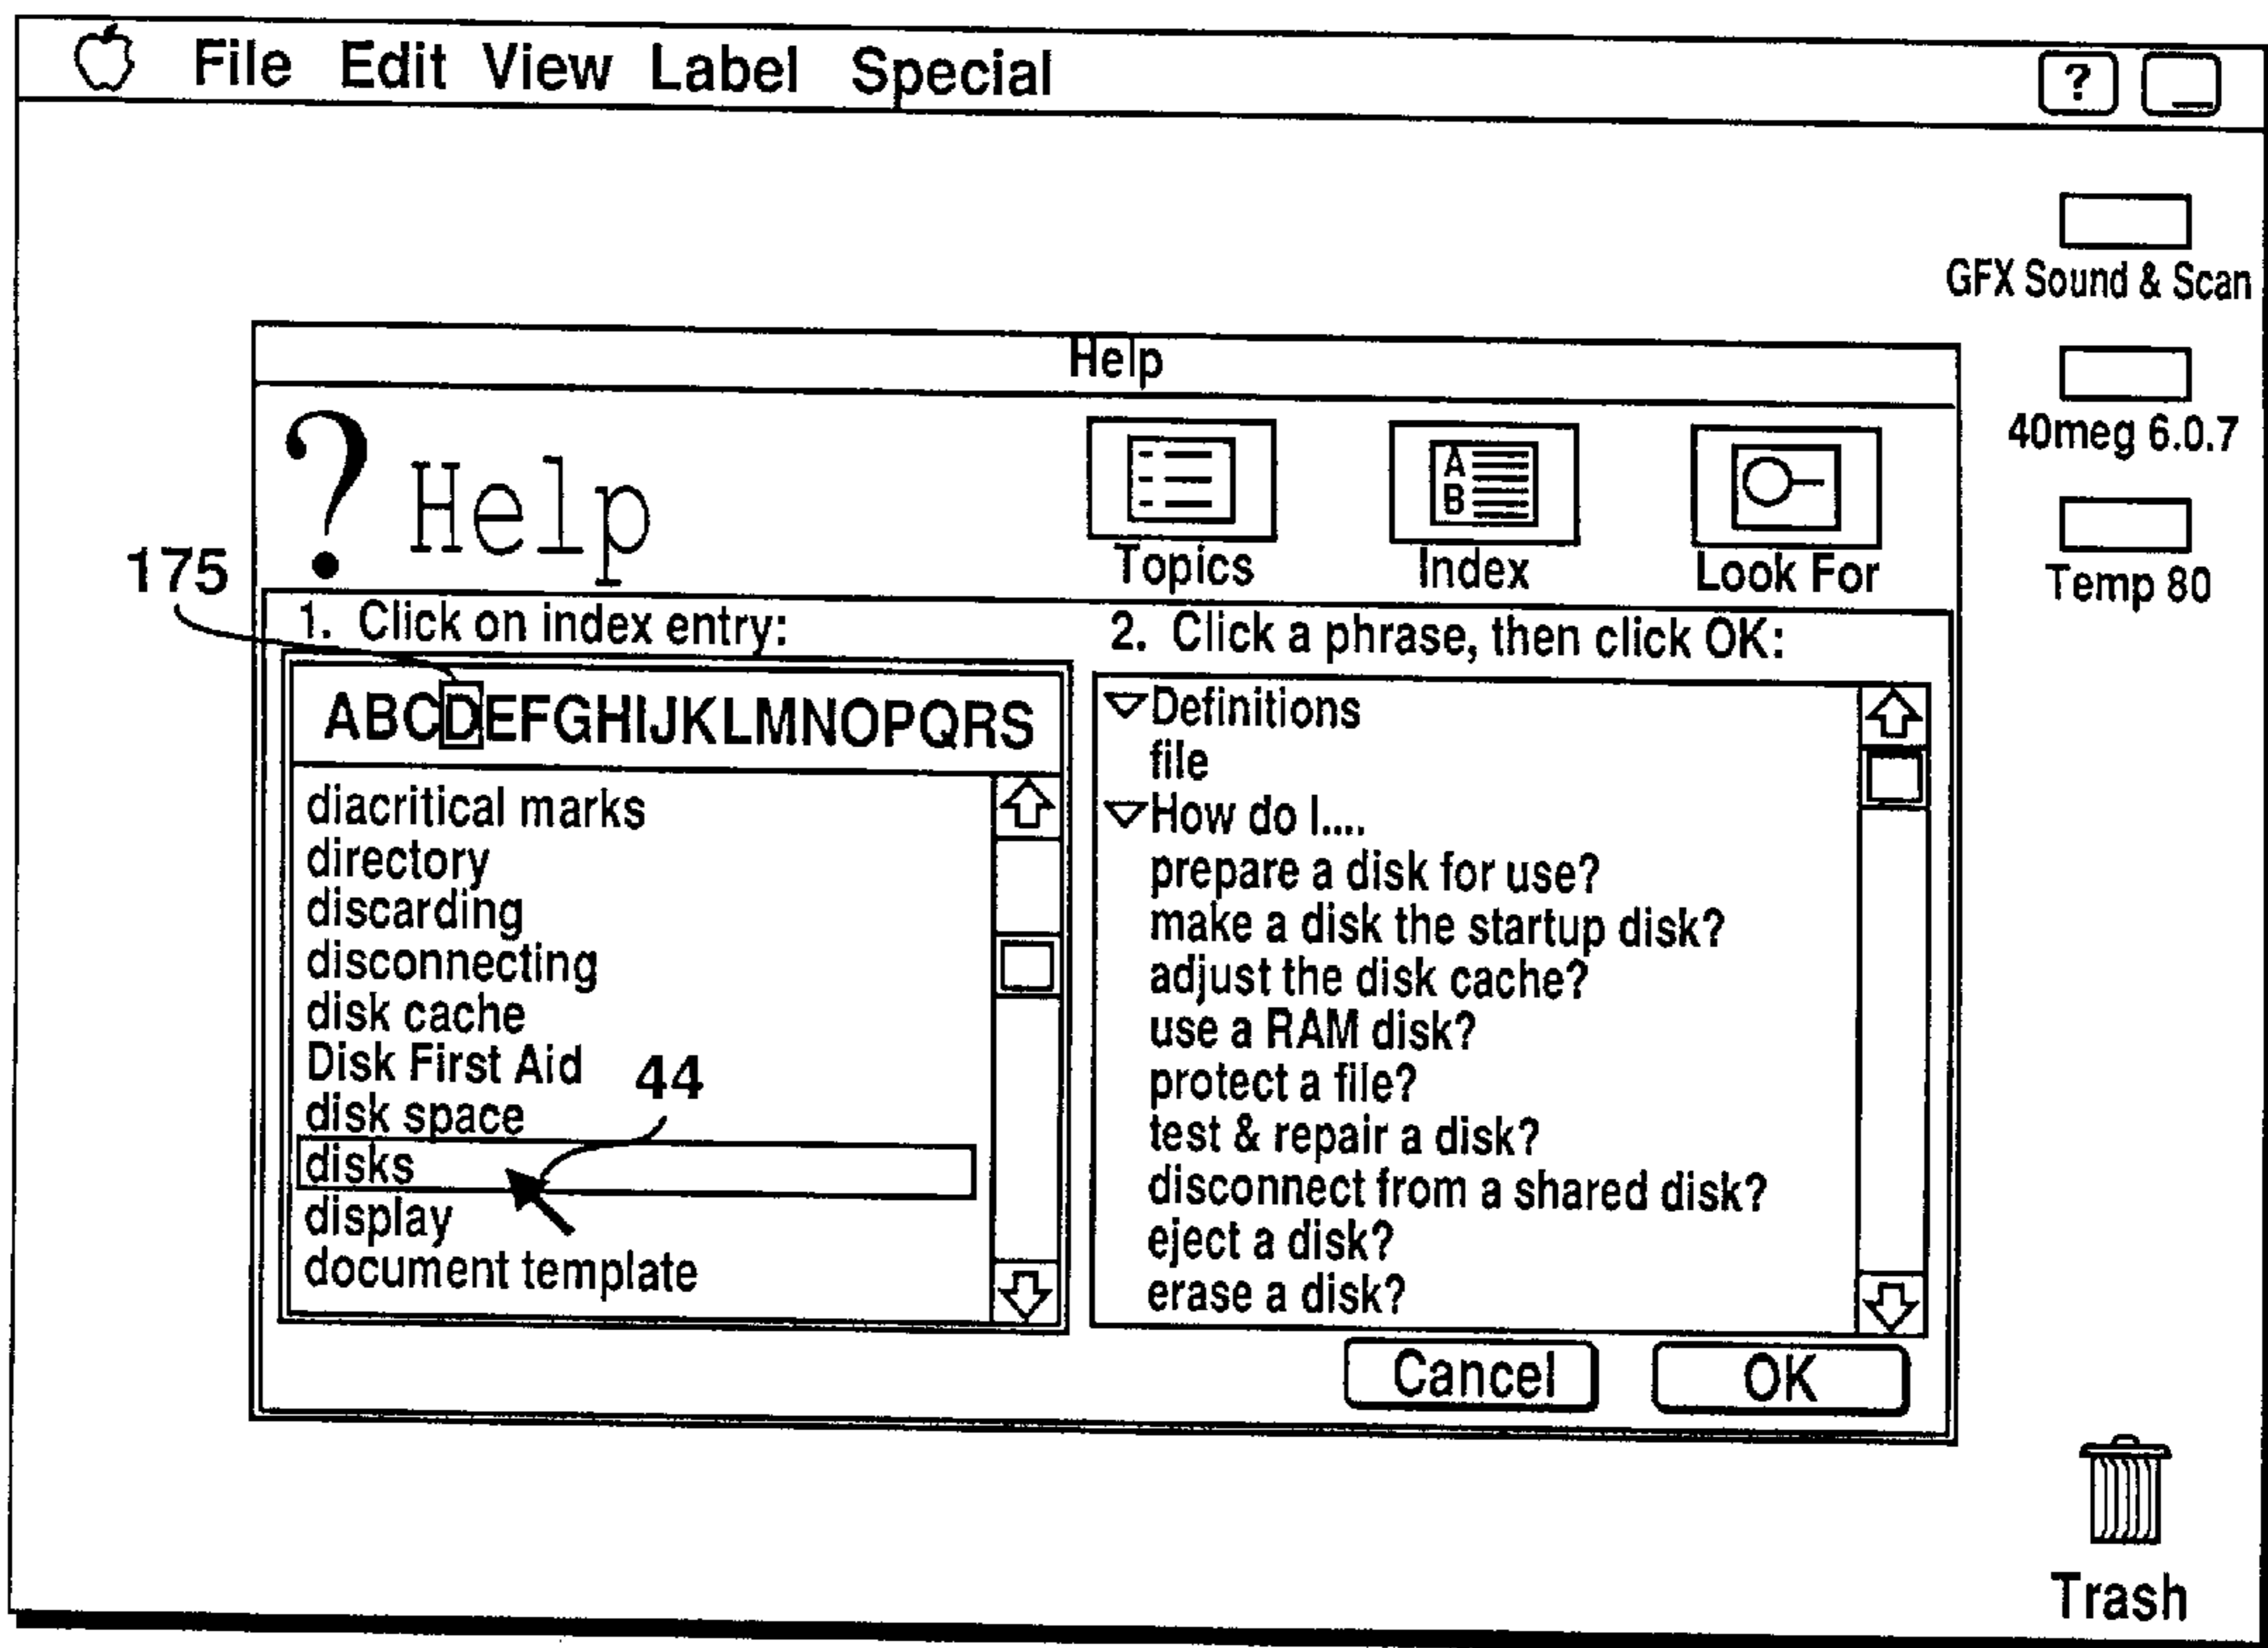 File Edit View Label Special ?
GFX Sound & Scan
40meg 6.0.7
Temp 80
Help
? Help
A
B
Topics Index Look For
175
1. Click on index entry:
ABCDEFGHIJKLMNOPQRS
diacritical marks
directory
discarding
disconnecting
disk cache
Disk First Aid
44
disk space
disks
display
document template
2. Click a phrase, then click OK:
Definitions
file
How do I....
prepare a disk for use?
make a disk the startup disk?
adjust the disk cache?
use a RAM disk?
protect a file?
test & repair a disk?
disconnect from a shared disk?
eject a disk?
erase a disk?
Cancel OK
Trash